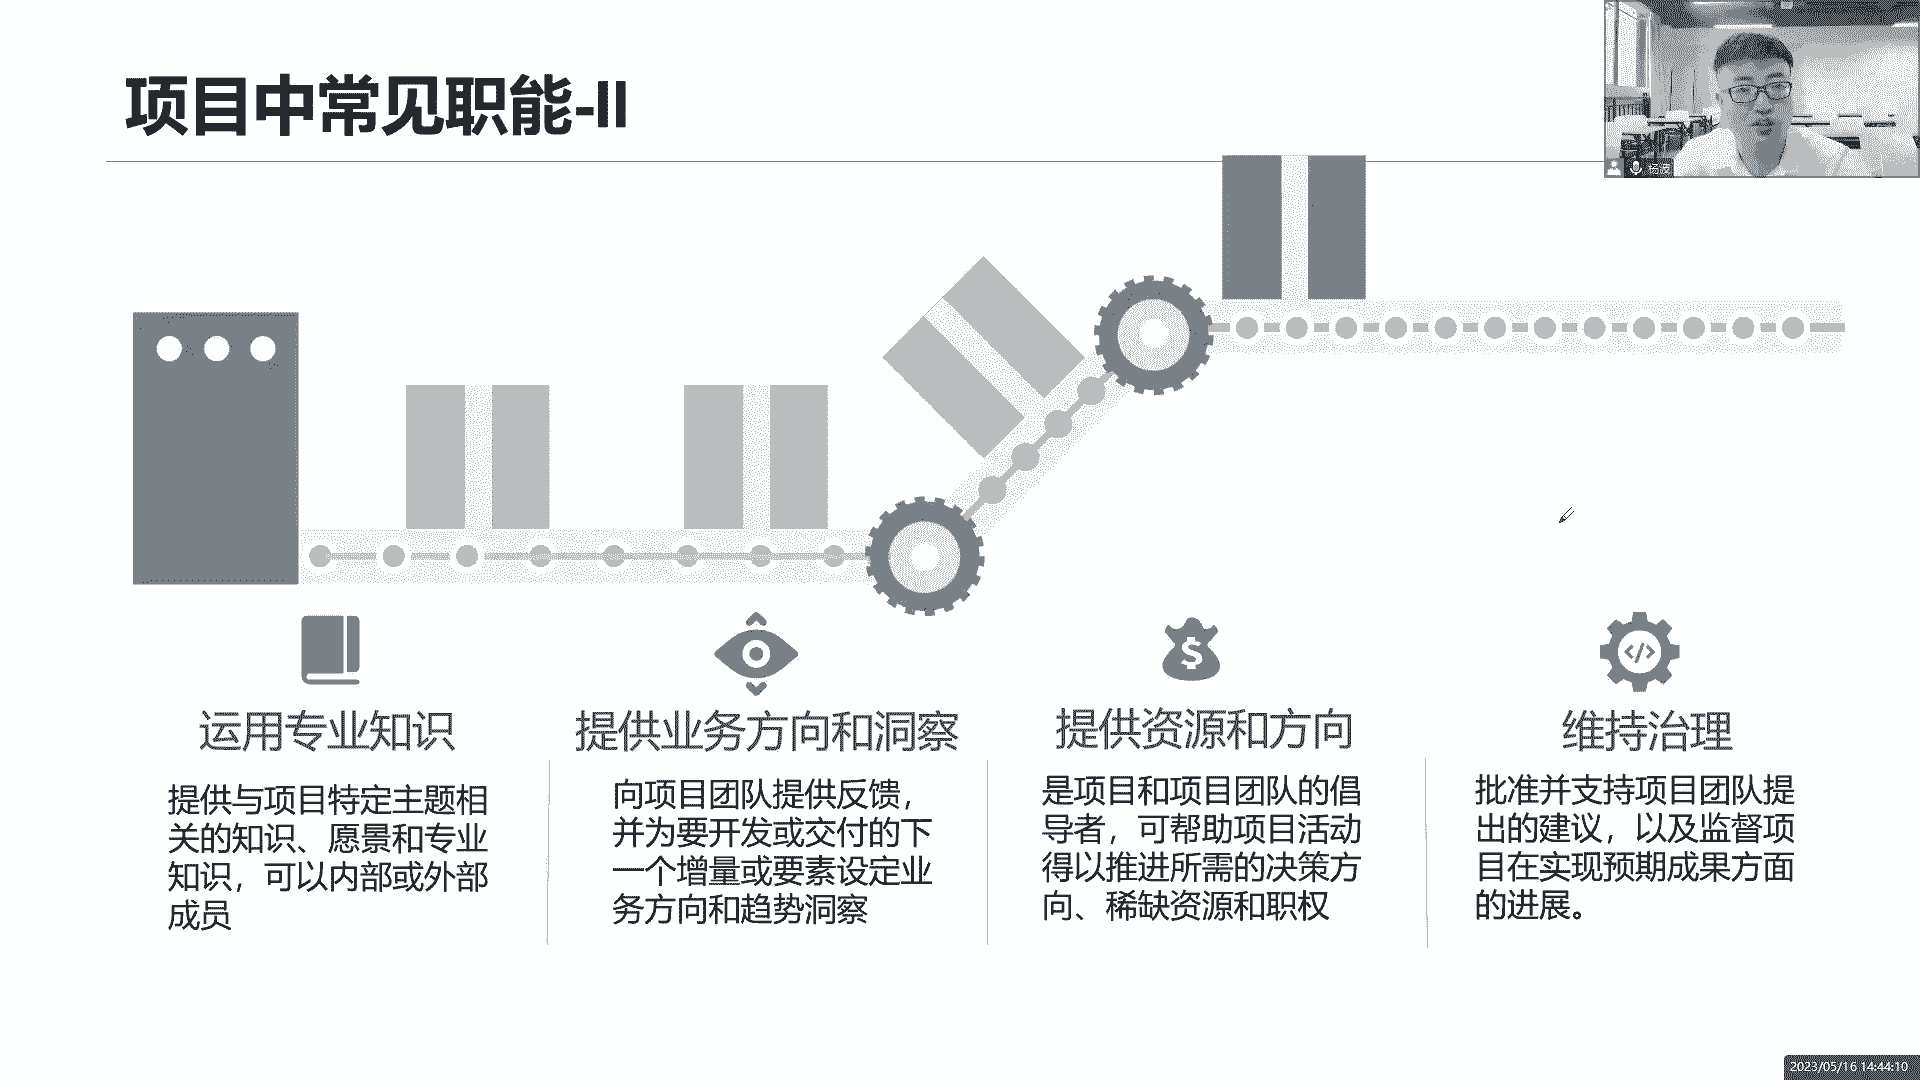 项目中常见职能-II
杨波
运用专业知识
提供与项目特定主题相
关的知识、愿景和专业
知识，可以内部或外部
成员
提供业务方向和洞察
向项目团队提供反馈，
并为要开发或交付的下
一个增量或要素设定业
务方向和趋势洞察
$
提供资源和方向
是项目和项目团队的倡
导者，可帮助项目活动
得以推进所需的决策方
向、稀缺资源和职权
</>
维持治理
批准并支持项目团队提
出的建议，以及监督项
目在实现预期成果方面
的进展。
2023/05/16 14:44:10